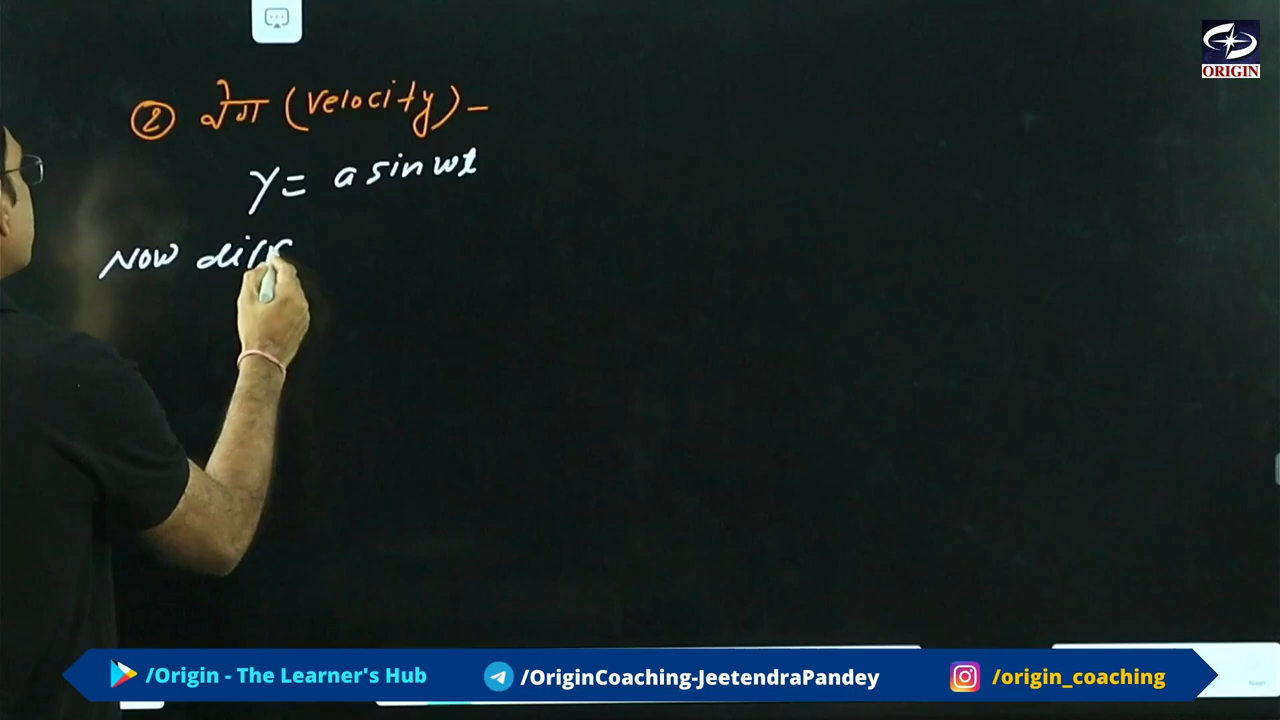 ORIGIN
② वेग (velocity) –
y = a sin ωt
Now diff
/Origin - The Learner's Hub
/OriginCoaching-JeetendraPandey
/origin_coaching